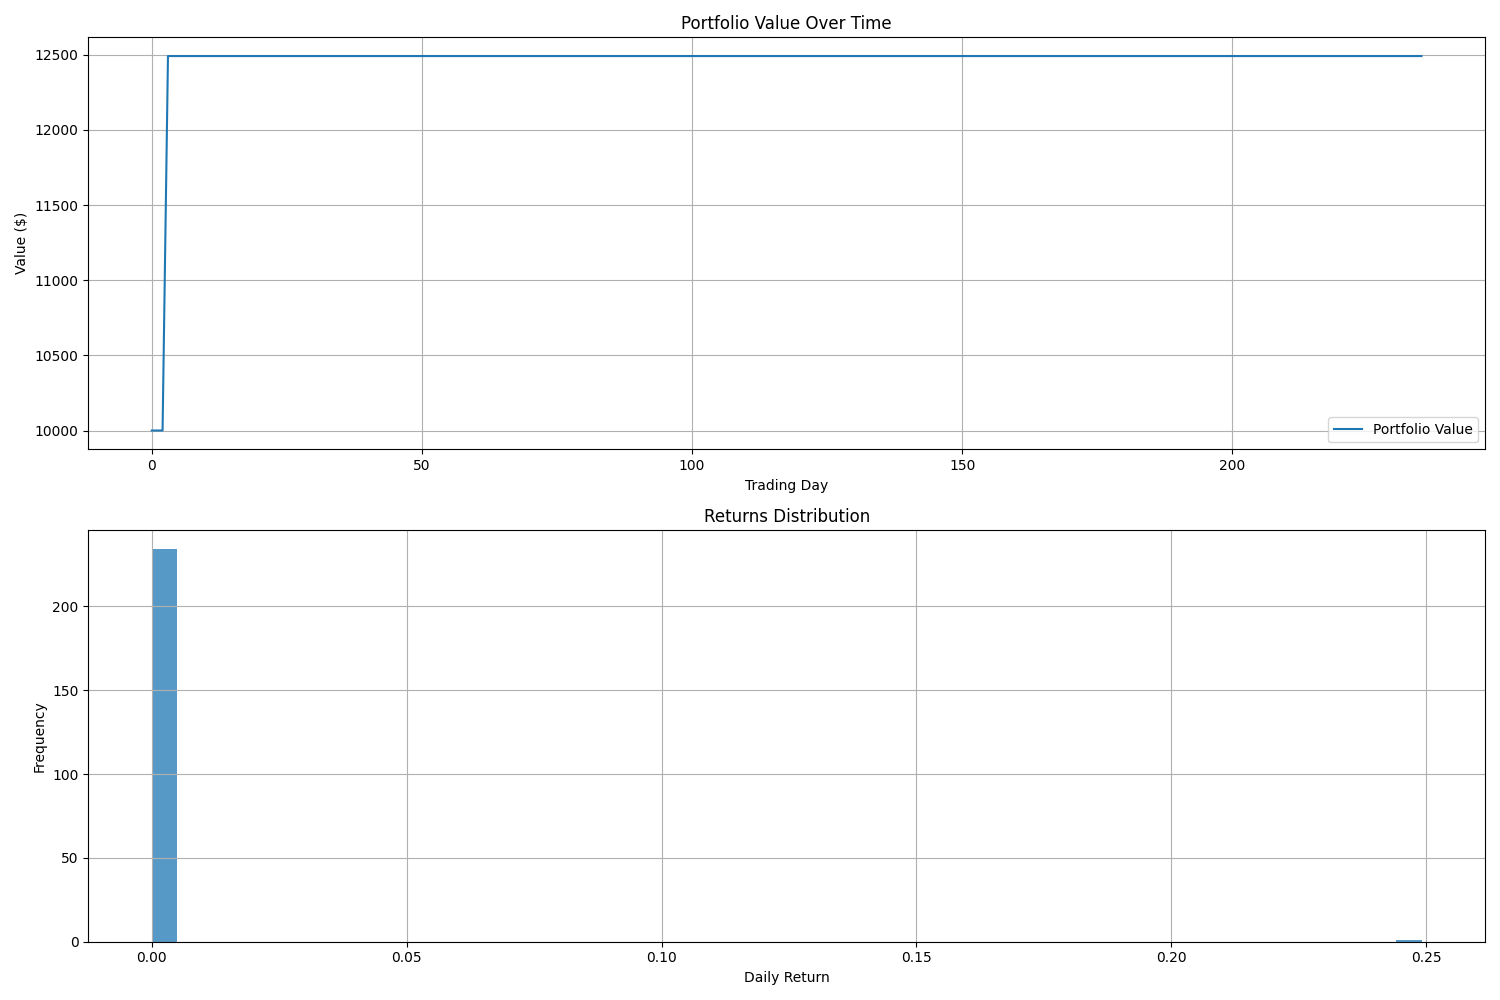 Portfolio Value Over Time
Value ($)
12500
12000
11500
11000
10500
10000
Portfolio Value
0 50 100 150 200
Trading Day
Returns Distribution
Frequency
200
150
100
50
0
0.00 0.05 0.10 0.15 0.20 0.25
Daily Return